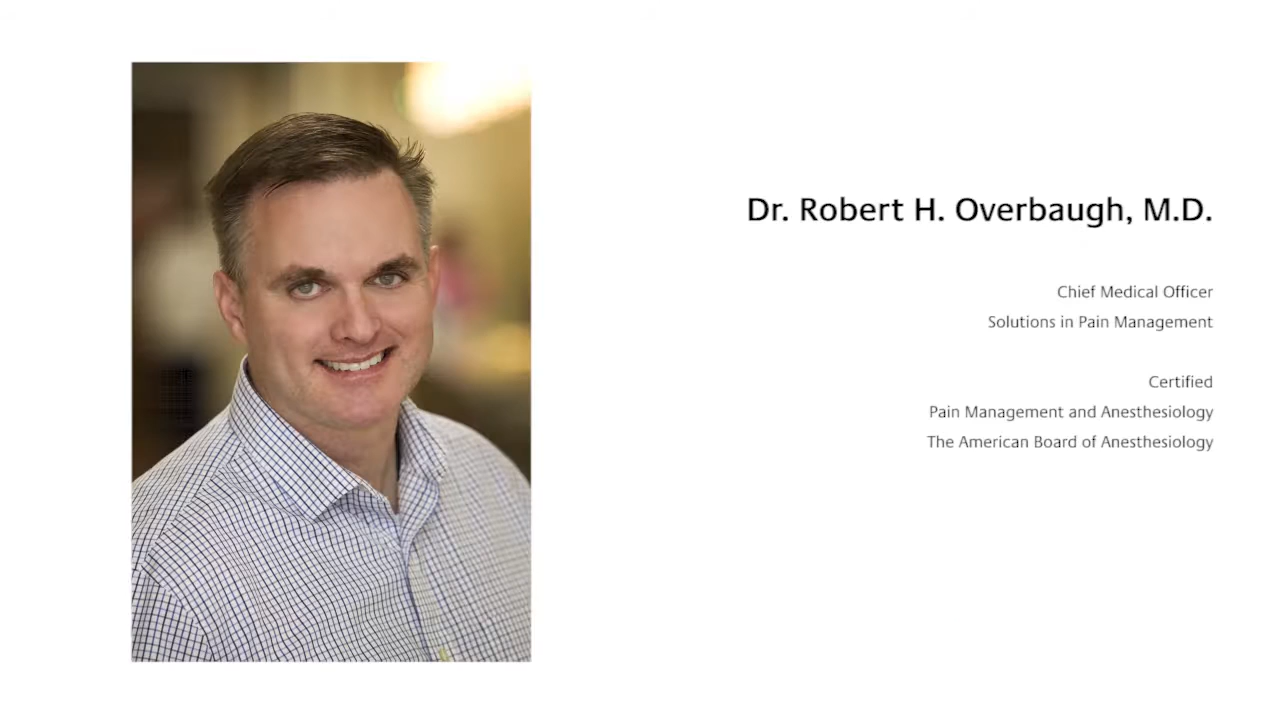 Dr. Robert H. Overbaugh, M.D.
Chief Medical Officer
Solutions in Pain Management
Certified
Pain Management and Anesthesiology
The American Board of Anesthesiology